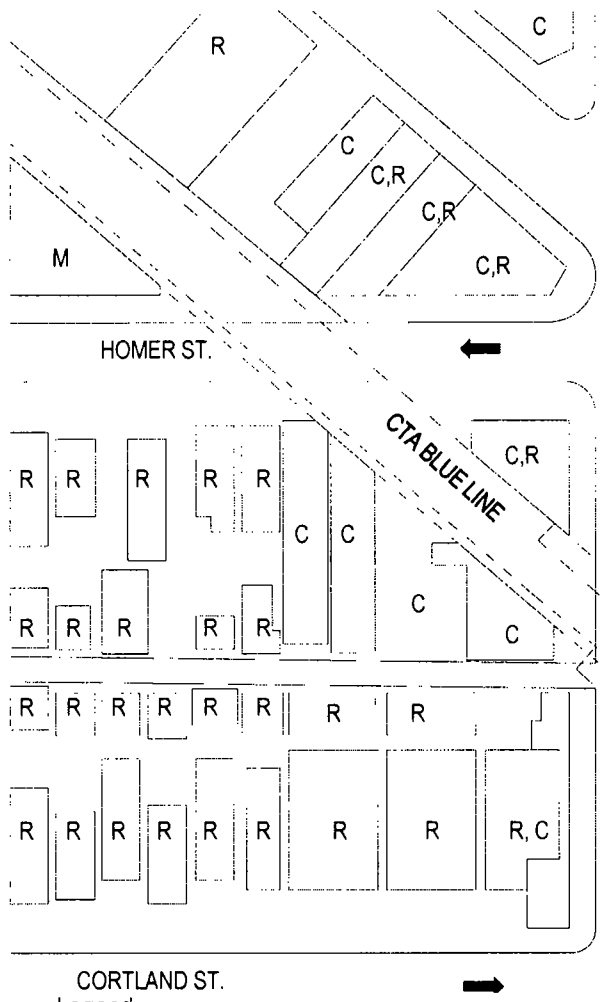 C
R
C
C,R
C,R
C,R
M
HOMER ST.
CTA BLUE LINE
C,R
R R R R R
C C
C
C
R R R R R
R R R R R R R R
R R R R R R R R R, C
CORTLAND ST.